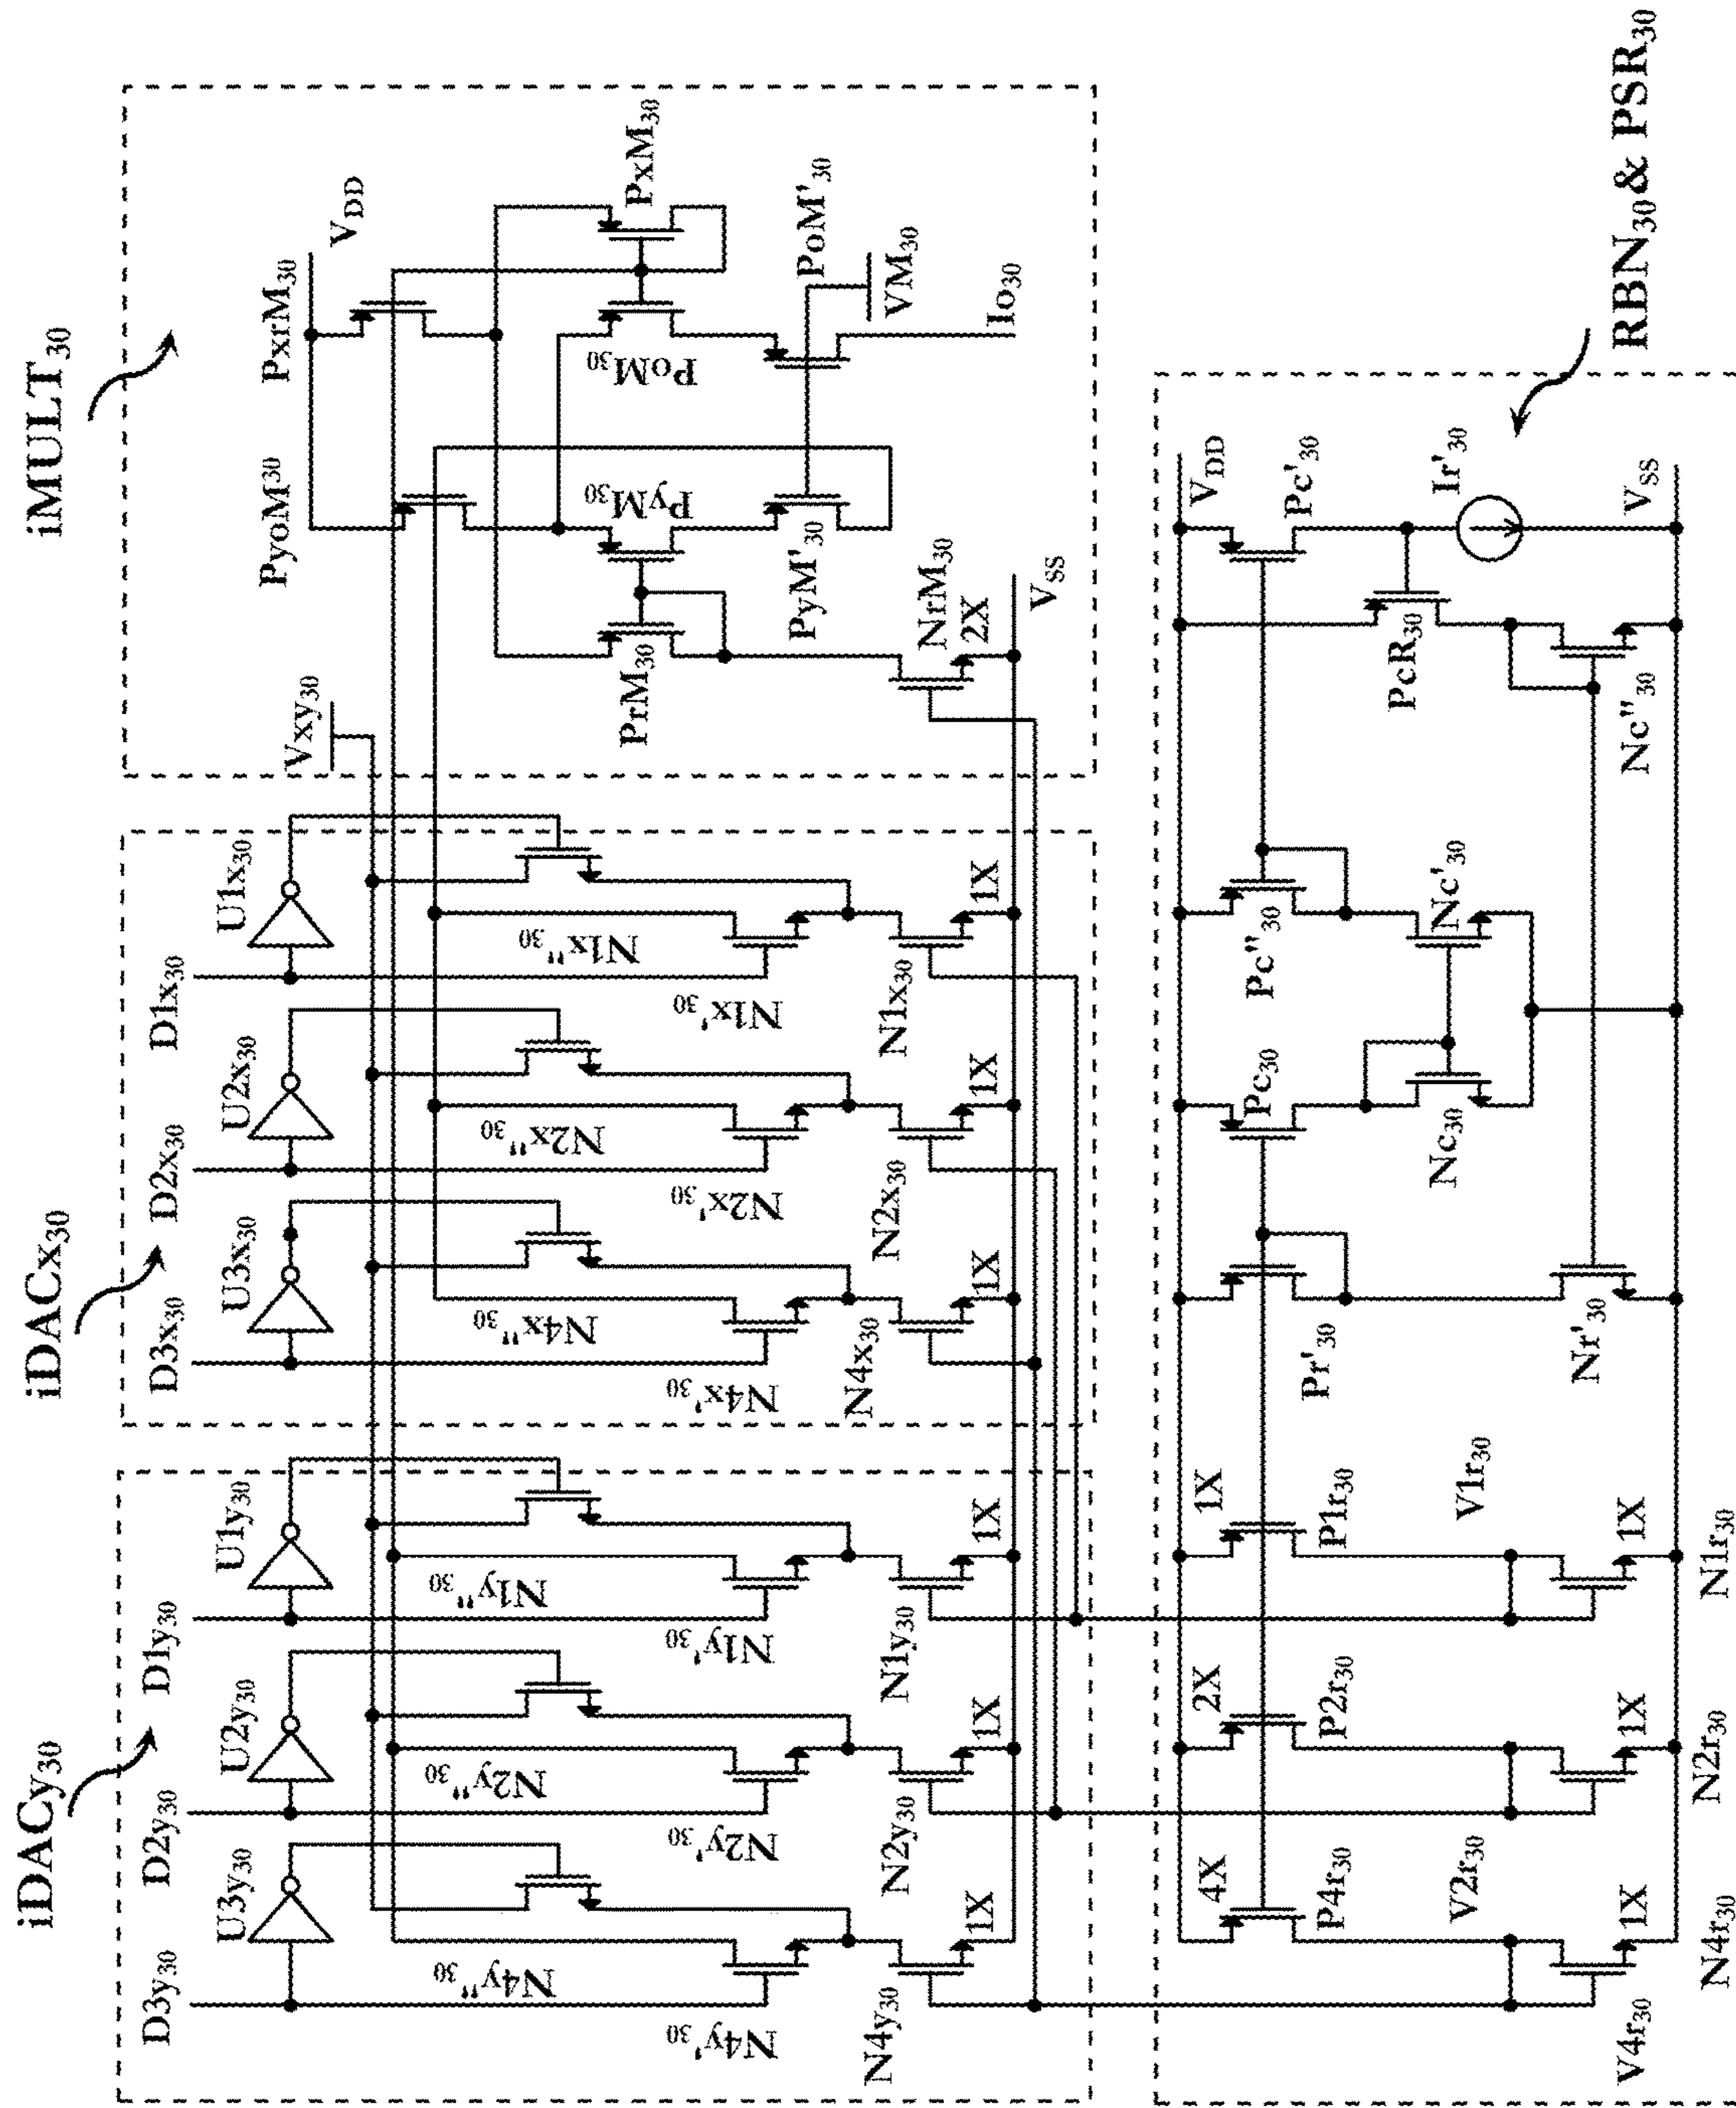 iDACy30
iDACx30
iMULT30
D3y30
U3y30
D2y30
U2y30
D1y30
U1y30
D3x30
U3x30
D2x30
U2x30
D1x30
U1x30
Vxy30
PyoM30
PxrM30
VDD
N4y"30
N2y"30
N1y"30
N4x"30
N2x"30
N1x"30
N4y'30
N2y'30
N1y'30
N4x'30
N2x'30
N1x'30
PrM30
PyM30
PoM30
PxM30
PyM'30
PoM'30
VM30
Io30
NrM30
2X
VSS
N4y30
1X
N2y30
1X
N1y30
1X
N4x30
1X
N2x30
1X
N1x30
1X
RBN30& PSR30
4X
P4r30
2X
P2r30
1X
P1r30
Pr'30
Pc30
Pc"30
VDD
Pc'30
Nc30
Nc'30
PcR30
Ir'30
VSS
V4r30
V2r30
V1r30
1X
N4r30
1X
N2r30
1X
N1r30
Nr'30
Nc"30